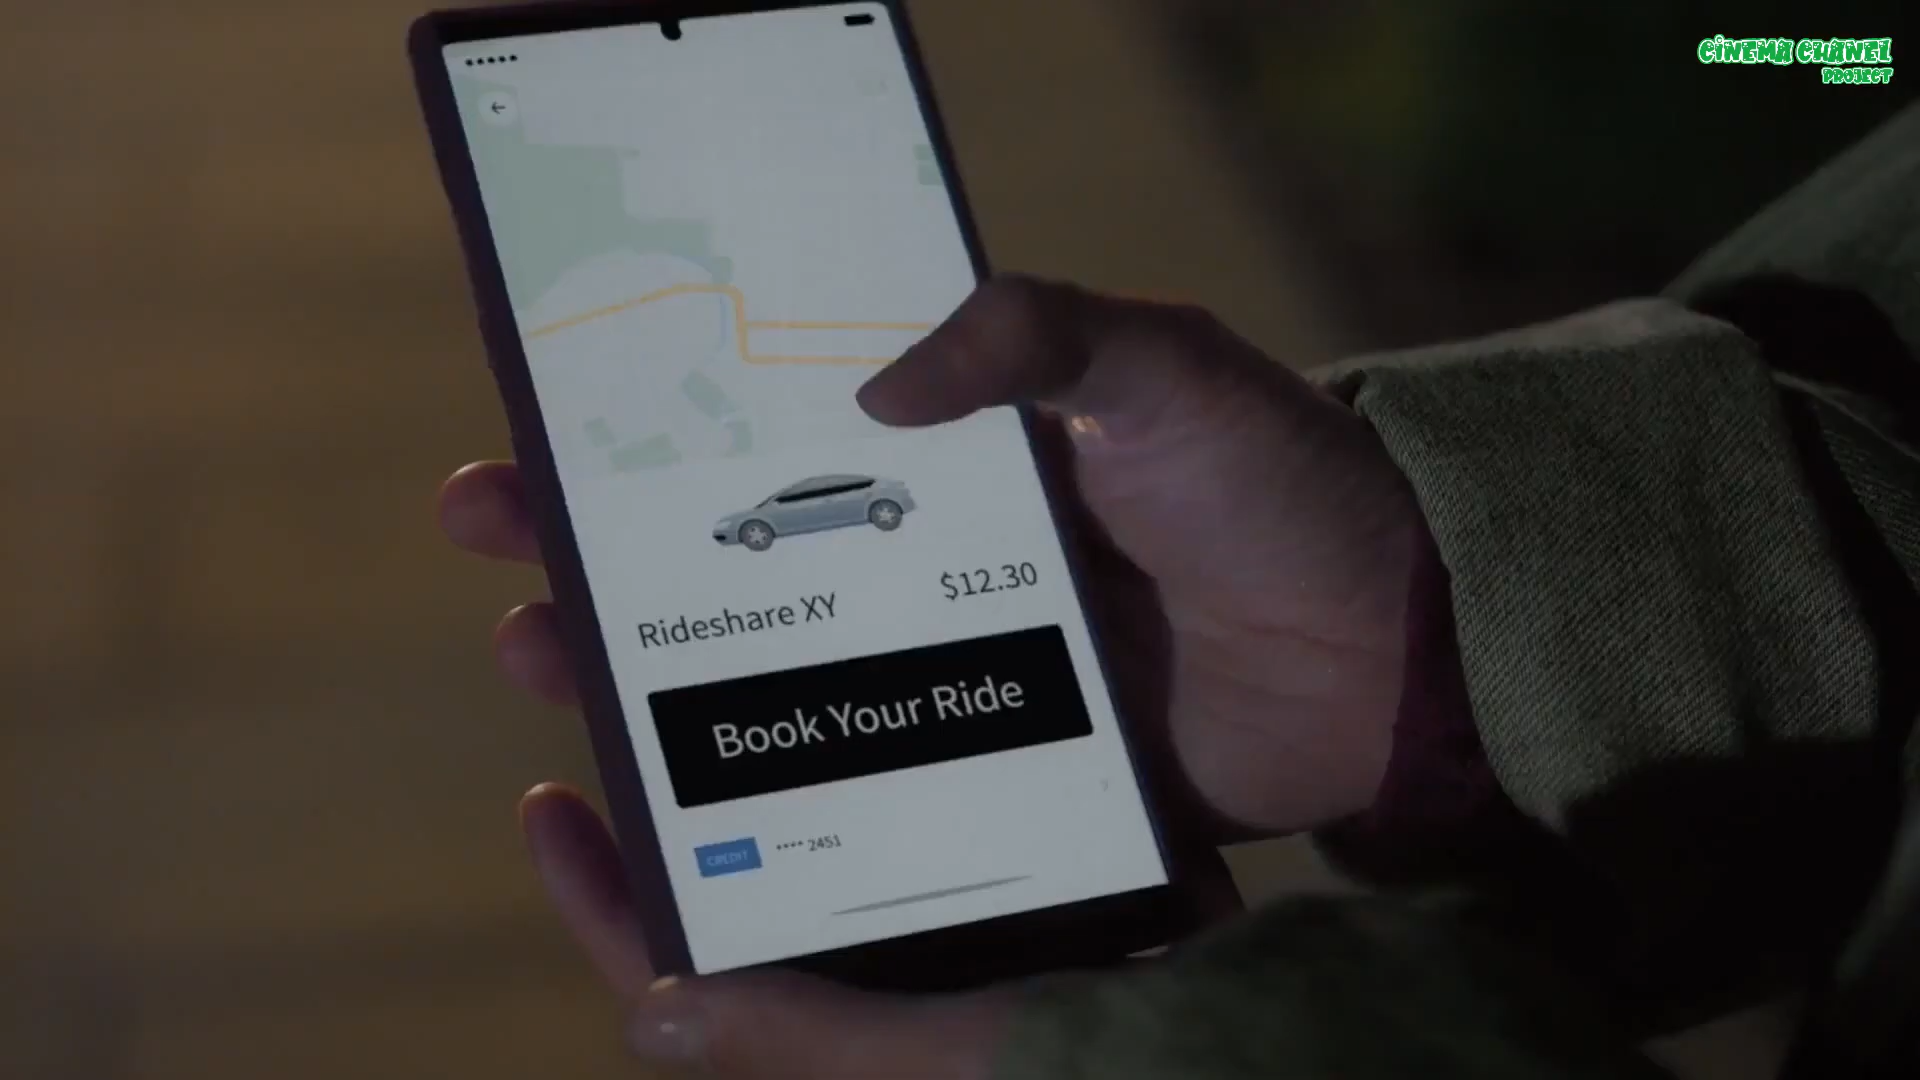 CINEMA CHANEL
PROJECT
Rideshare XY
$12.30
Book Your Ride
CREDIT
**** 2451